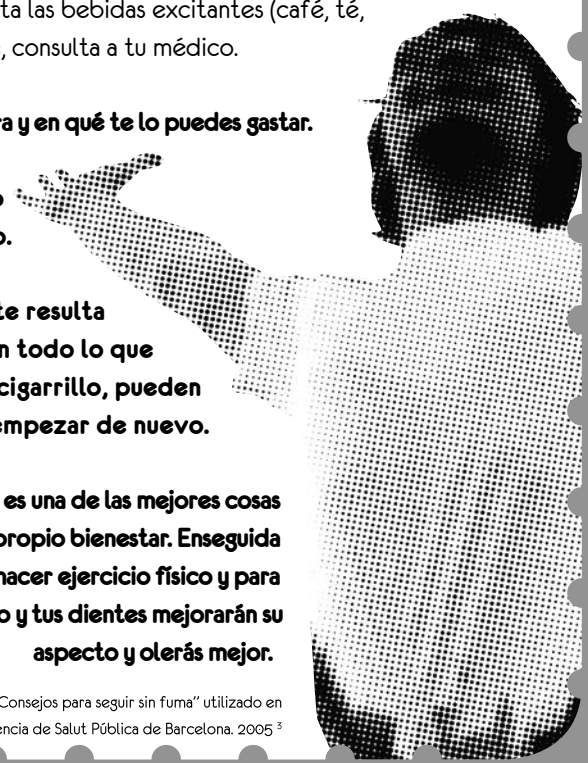 ta las bebidas excitantes (café, té,
, consulta a tu médico.
ra y en qué te lo puedes gastar.
o
o.
te resulta
n todo lo que
cigarrillo, pueden
empezar de nuevo.
es una de las mejores cosas
propio bienestar. Enseguida
hacer ejercicio físico y para
o y tus dientes mejorarán su
aspecto y olerás mejor.
Consejos para seguir sin fuma” utilizado en
encia de Salut Pública de Barcelona. 2005 3